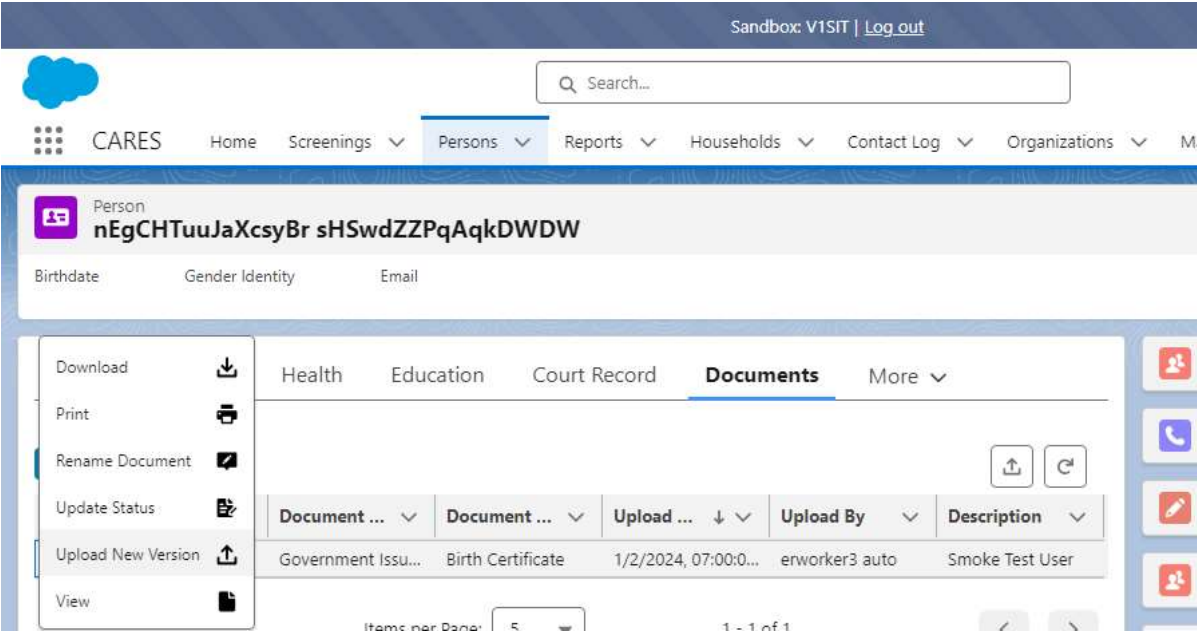 Sandbox: V1SIT | Log out
Search...
CARES Home Screenings Persons Reports Households Contact Log Organizations
Person
nEgCHTuuJaXcsyBr sHSwdZZPqAqkDWDW
Birthdate Gender Identity Email
Health Education Court Record Documents More
Download
Print
Rename Document
Update Status
Upload New Version
View
Document ... Document ... Upload ... Upload By Description
Government Issu... Birth Certificate 1/2/2024, 07:00:0... erworker3 auto Smoke Test User
Items per Page: 5 1 - 1 of 1